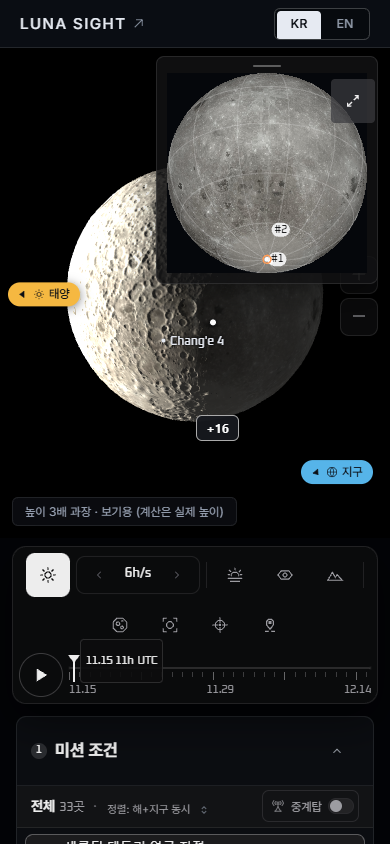 LUNA SIGHT
KR EN
#2
#1
태양
Chang'e 4
+16
지구
높이 3배 과장 · 보기용 (계산은 실제 높이)
6h/s
11.15 11h UTC
11.15 11.29 12.14
1 미션 조건
전체 33곳 · 정렬: 해+지구 동시 중계탑